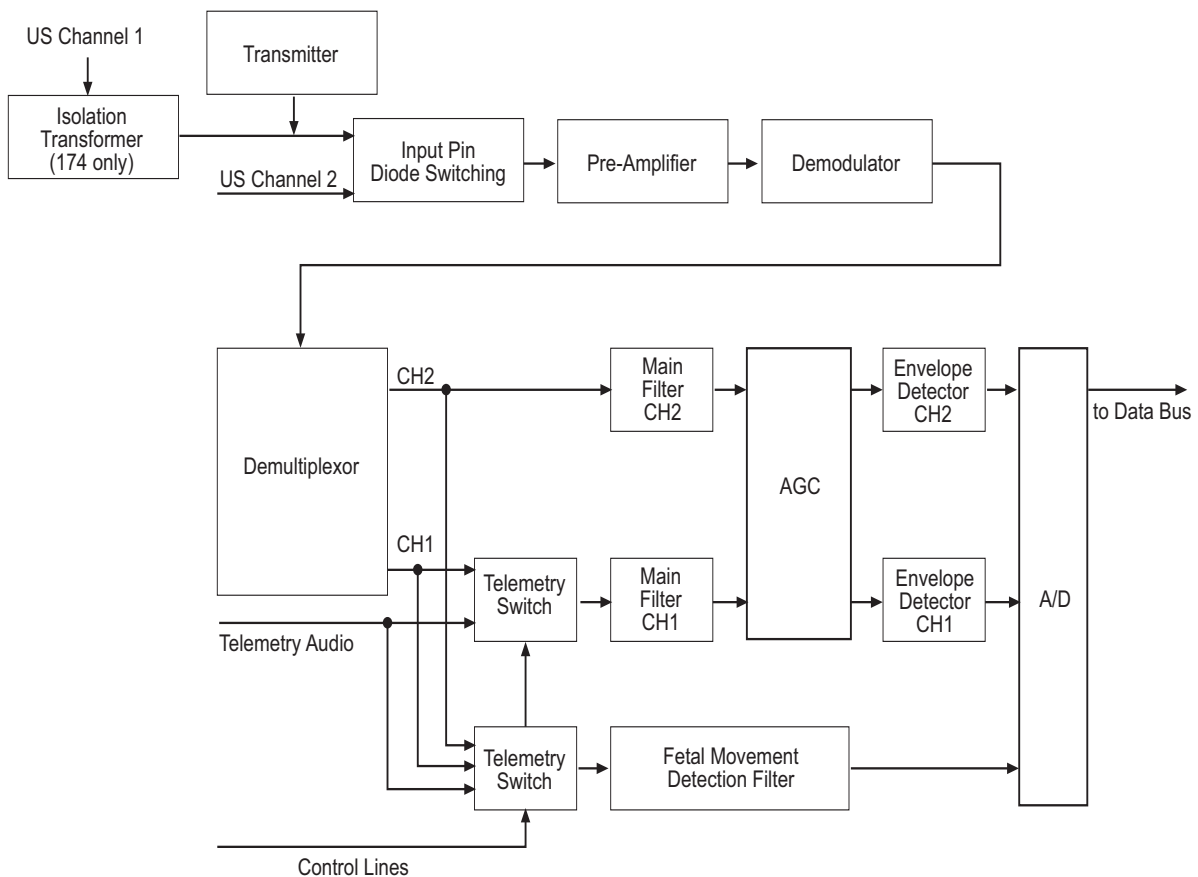 US Channel 1
Transmitter
Isolation
Transformer
(174 only)
Input Pin
Diode Switching
Pre-Amplifier
Demodulator
US Channel 2
Demultiplexor
CH2
Main
Filter
CH2
AGC
Envelope
Detector
CH2
A/D
to Data Bus
CH1
Telemetry
Switch
Main
Filter
CH1
Envelope
Detector
CH1
Telemetry Audio
Telemetry
Switch
Fetal Movement
Detection Filter
Control Lines